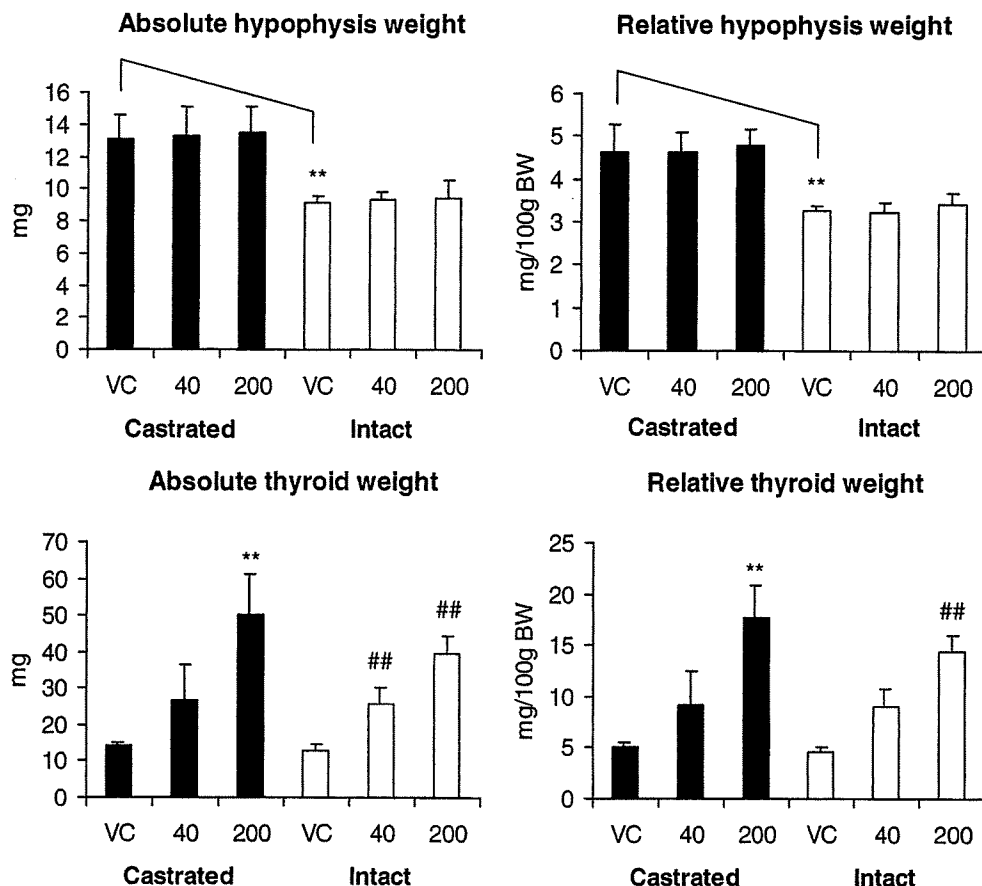 Absolute hypophysis weight
mg
16
14
12
10
8
6
4
2
0
**
VC 40 200 VC 40 200
Castrated Intact
Relative hypophysis weight
mg/100g BW
6
5
4
3
2
1
0
**
VC 40 200 VC 40 200
Castrated Intact
Absolute thyroid weight
mg
70
60
50
40
30
20
10
0
**
##
##
VC 40 200 VC 40 200
Castrated Intact
Relative thyroid weight
mg/100g BW
25
20
15
10
5
0
**
##
VC 40 200 VC 40 200
Castrated Intact